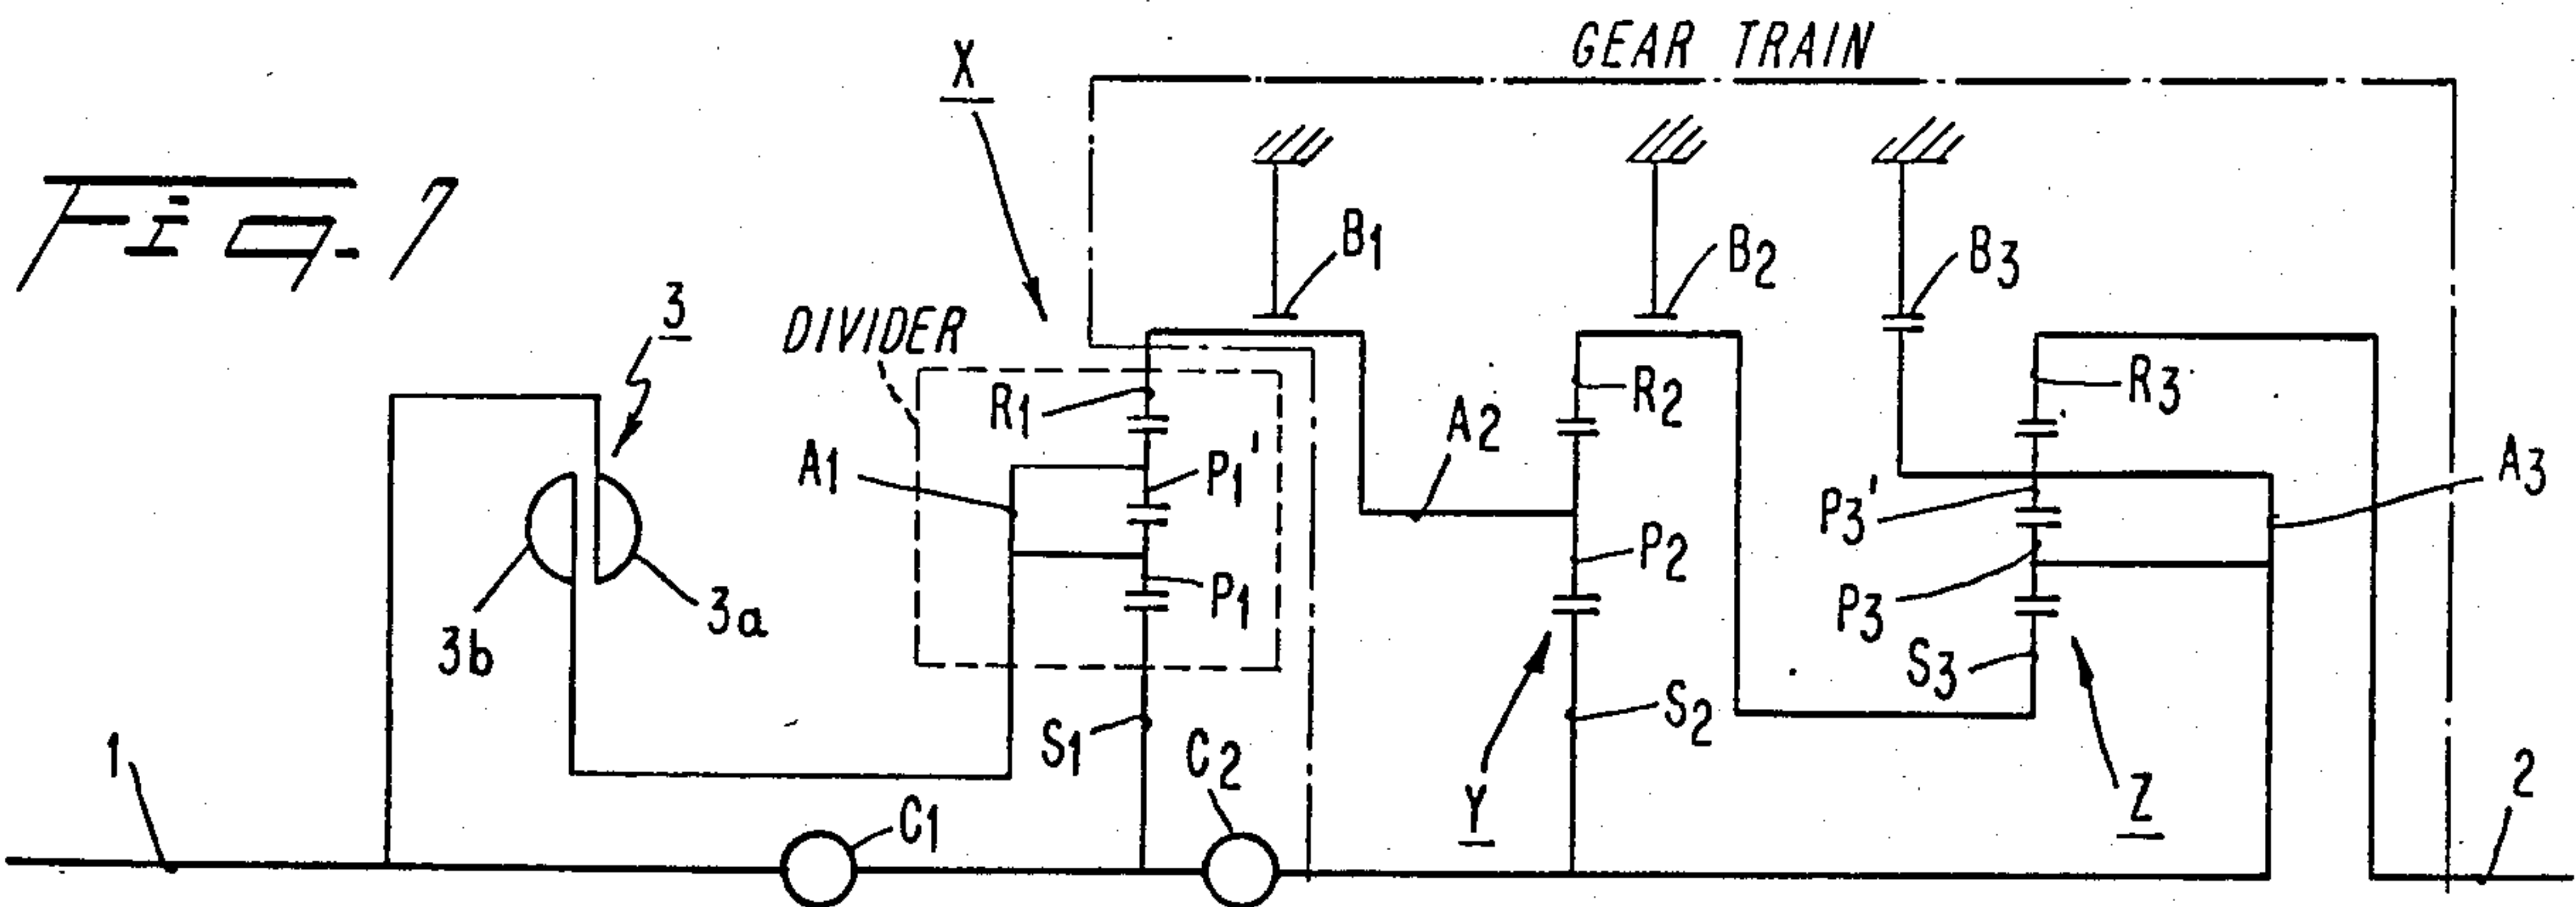 GEAR TRAIN
X
Fig. 7
B1
B2
B3
3
DIVIDER
R1
R2
R3
A1
A2
A3
P1'
P3'
P1
P2
P3
3b
3a
S1
S2
S3
C2
1
C1
Y
Z
2